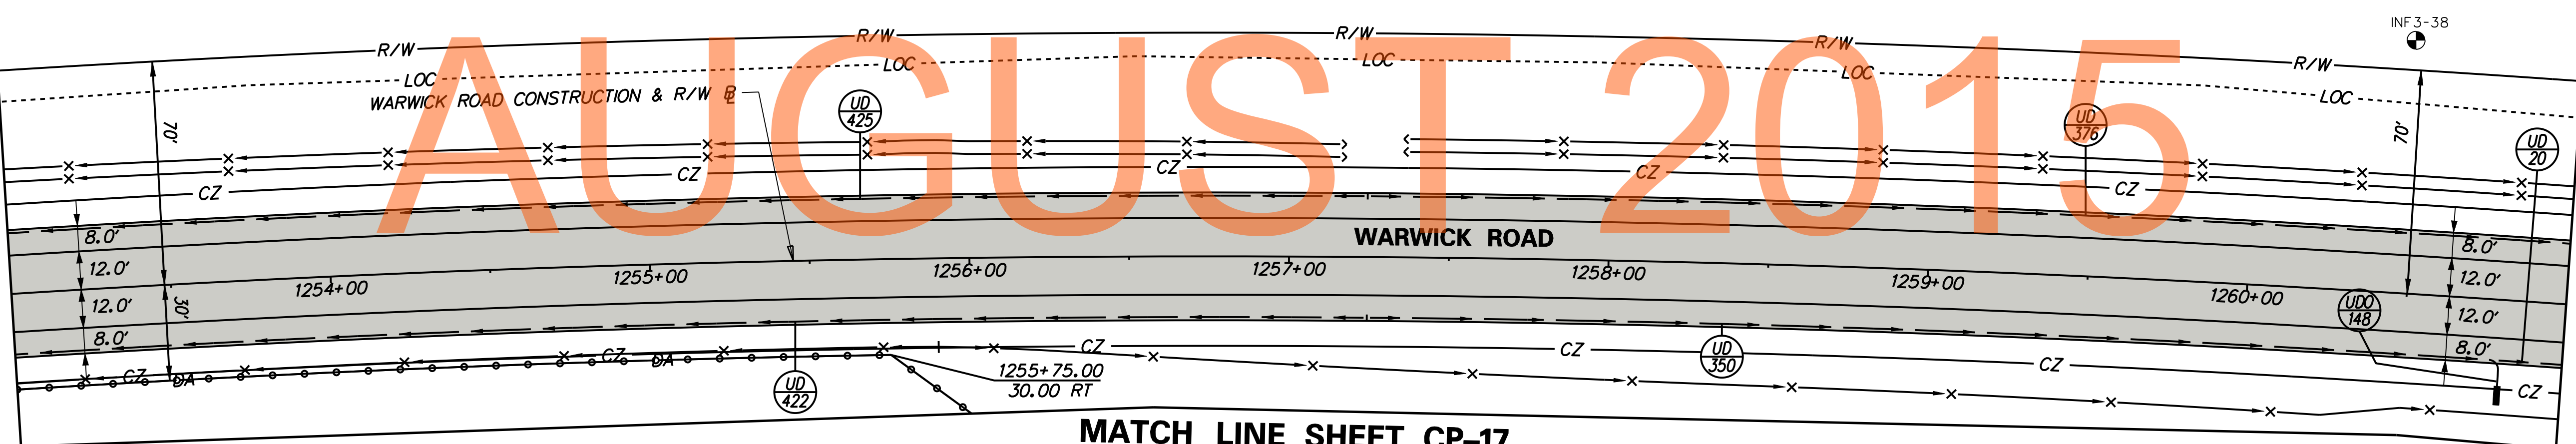 INF3-38
R/W R/W R/W R/W R/W
LOC LOC LOC LOC LOC
WARWICK ROAD CONSTRUCTION & R/W BL
AUGUST 2015
UD
425
UD
376
UD
20
70'
70'
CZ CZ CZ CZ CZ
8.0'
12.0'
12.0'
8.0'
30'
WARWICK ROAD
8.0'
12.0'
12.0'
8.0'
1254+00 1255+00 1256+00 1257+00 1258+00 1259+00 1260+00
UDO
148
CZ DA CZ DA CZ CZ CZ CZ
UD
422
1255+75.00
30.00 RT
UD
350
MATCH LINE SHEET CP-17